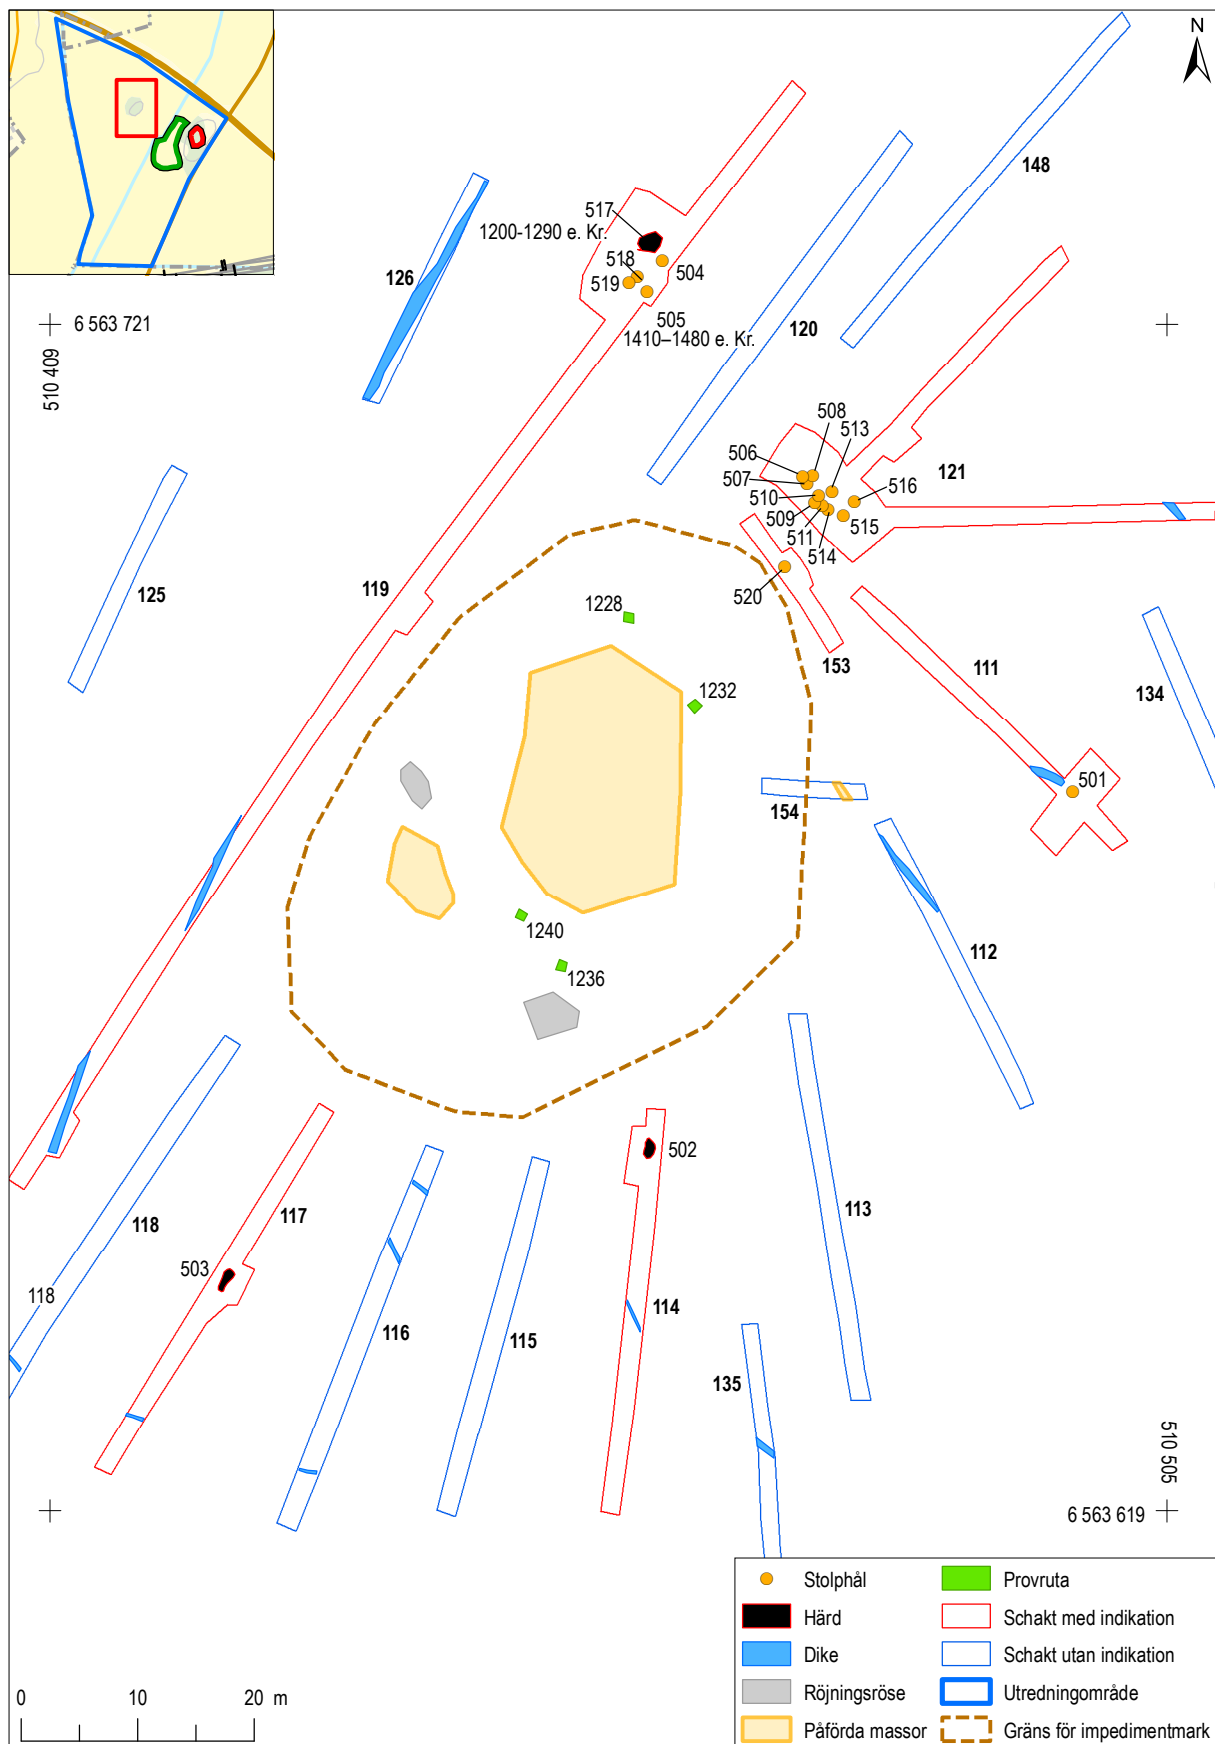 N
148
517
1200-1290 e. Kr.
518
504
519
126
505
1410–1480 e. Kr.
120
6 563 721
510 409
508
513
506
507
121
516
510
509
511
515
514
125
119
520
1228
153
111
134
1232
501
154
1240
112
1236
502
118
117
113
503
118
114
116
115
135
510 505
6 563 619
Stolphål
Provruta
Härd
Schakt med indikation
Dike
Schakt utan indikation
Röjningsröse
Utredningområde
Påförda massor
Gräns för impedimentmark
0 10 20 m